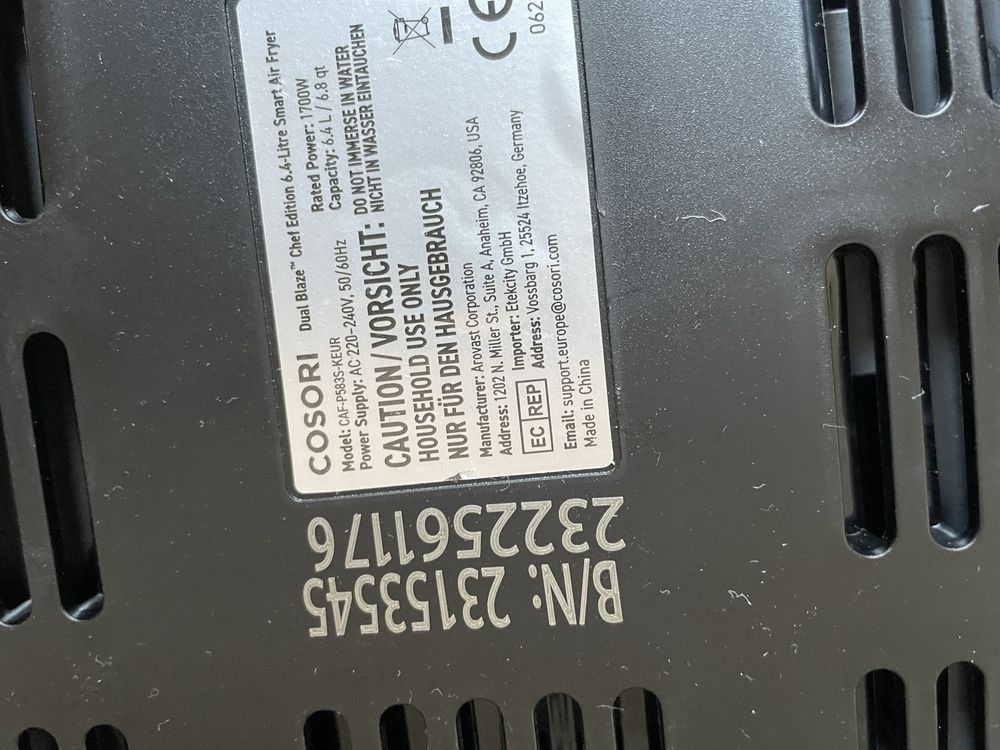 COSORI
Dual Blaze™ Chef Edition 6.4-Litre Smart Air Fryer
Model: CAF-P583S-KEUR
Rated Power: 1700W
Power Supply: AC 220-240V, 50/60Hz
Capacity: 6.4 L / 6.8 qt
CAUTION/VORSICHT:
DO NOT IMMERSE IN WATER
NICHT IN WASSER EINTAUCHEN
HOUSEHOLD USE ONLY
NUR FÜR DEN HAUSGEBRAUCH
Manufacturer: Arovast Corporation
Address: 1202 N. Miller St., Suite A, Anaheim, CA 92806, USA
EC REP
Importer: Etekcity GmbH
Address: Vossbarg 1, 25524 Itzehoe, Germany
Email: support.europe@cosori.com
Made in China
CE
062
B/N: 23153545
2322561176